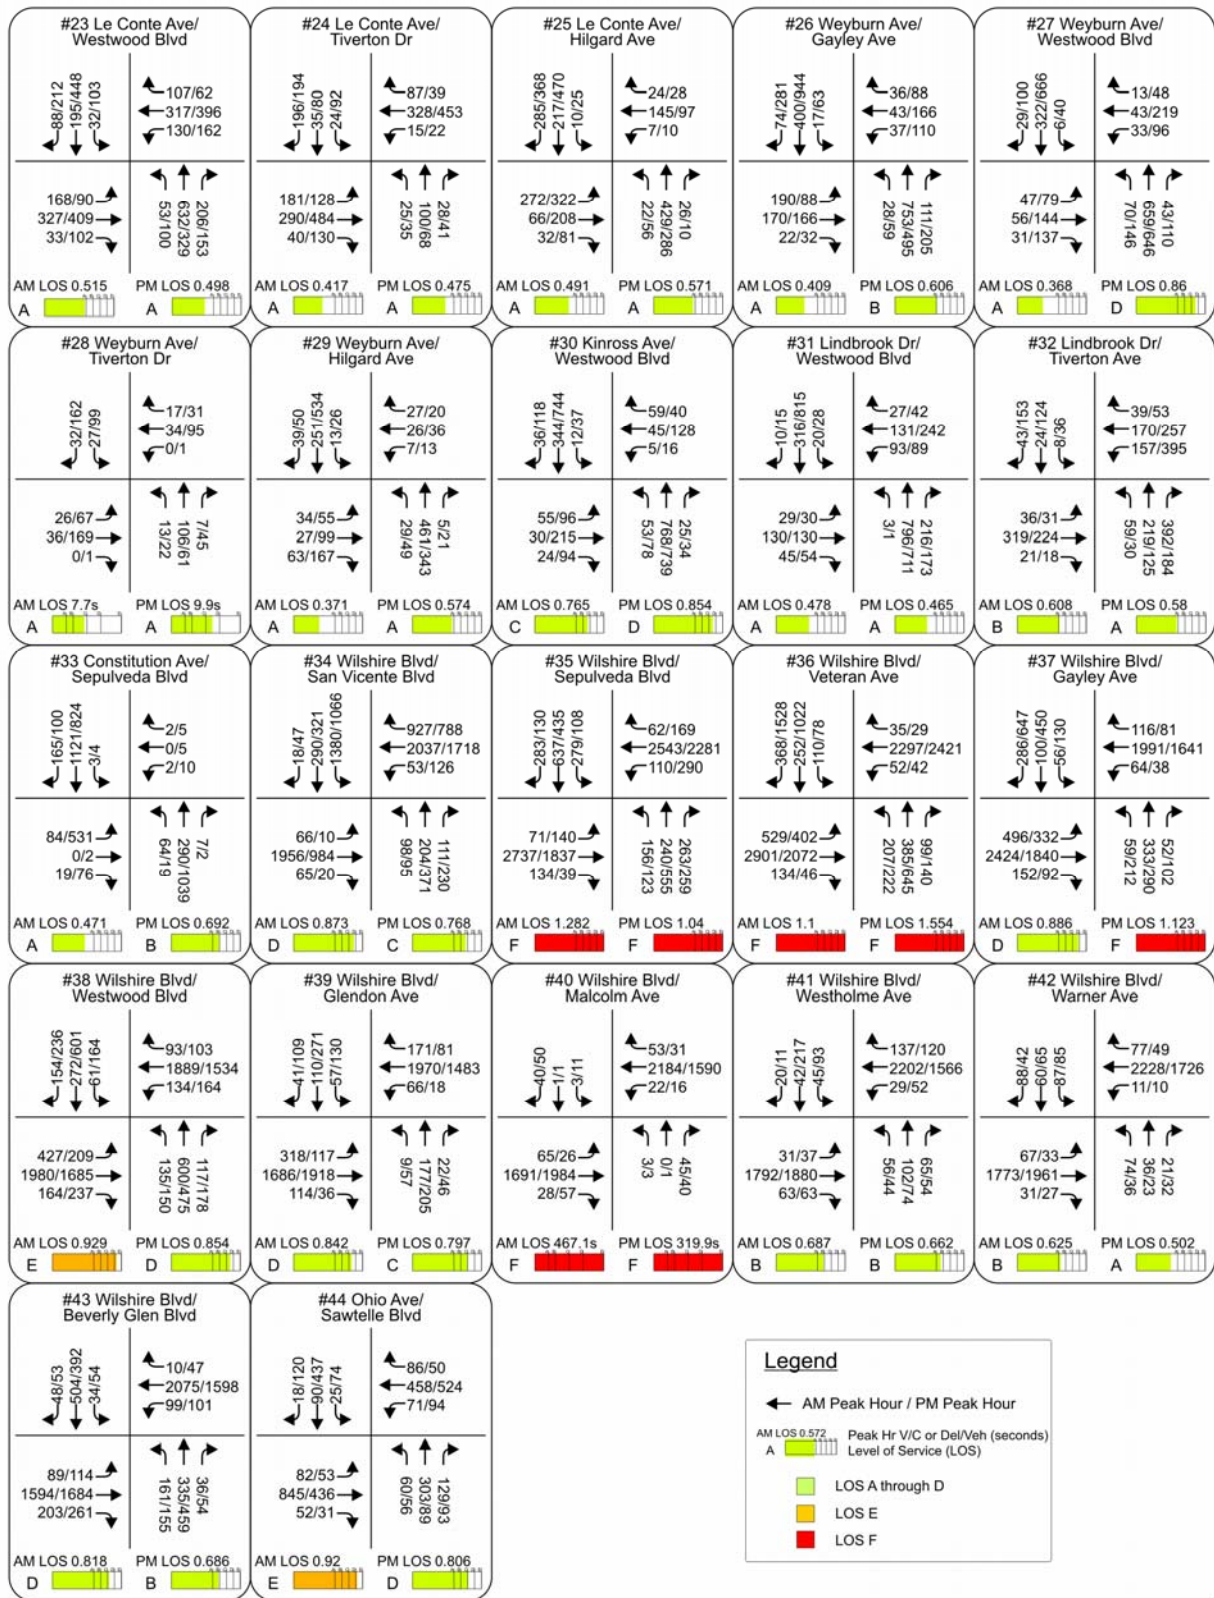 #23 Le Conte Ave/
Westwood Blvd
88/212
195/448
32/103
107/62
317/396
130/162
168/90
327/409
33/102
53/100
632/329
206/153
AM LOS 0.515
A
PM LOS 0.498
A
#24 Le Conte Ave/
Tiverton Dr
196/194
35/80
24/92
87/39
328/453
15/22
181/128
290/484
40/130
25/35
100/68
28/41
AM LOS 0.417
A
PM LOS 0.475
A
#25 Le Conte Ave/
Hilgard Ave
285/368
217/470
10/25
24/28
145/97
7/10
272/322
66/208
32/81
22/56
429/286
26/10
AM LOS 0.491
A
PM LOS 0.571
A
#26 Weyburn Ave/
Gayley Ave
74/281
400/944
17/63
36/88
43/166
37/110
190/88
170/166
22/32
28/59
753/495
111/205
AM LOS 0.409
A
PM LOS 0.606
B
#27 Weyburn Ave/
Westwood Blvd
29/100
322/666
6/40
13/48
43/219
33/96
47/79
56/144
31/137
70/146
659/646
43/110
AM LOS 0.368
A
PM LOS 0.86
D
#28 Weyburn Ave/
Tiverton Dr
32/162
27/99
17/31
34/95
0/1
26/67
36/169
0/1
13/22
106/61
7/45
AM LOS 7.7s
A
PM LOS 9.9s
A
#29 Weyburn Ave/
Hilgard Ave
39/50
251/534
13/26
27/20
26/36
7/13
34/55
27/99
63/167
29/49
461/343
5/21
AM LOS 0.371
A
PM LOS 0.574
A
#30 Kinross Ave/
Westwood Blvd
36/118
344/744
12/37
59/40
45/128
5/16
55/96
30/215
24/94
53/78
768/739
25/34
AM LOS 0.765
C
PM LOS 0.854
D
#31 Lindbrook Dr/
Westwood Blvd
10/15
316/815
20/28
27/42
131/242
93/89
29/30
130/130
45/54
3/1
796/711
216/173
AM LOS 0.478
A
PM LOS 0.465
A
#32 Lindbrook Dr/
Tiverton Ave
43/153
24/124
8/36
39/53
170/257
157/395
36/31
319/224
21/18
59/30
219/125
392/184
AM LOS 0.608
B
PM LOS 0.58
A
#33 Constitution Ave/
Sepulveda Blvd
165/100
1121/824
3/4
2/5
0/5
2/10
84/531
0/2
19/76
64/19
290/1039
7/2
AM LOS 0.471
A
PM LOS 0.692
B
#34 Wilshire Blvd/
San Vicente Blvd
18/47
290/321
1380/1066
927/788
2037/1718
53/126
66/10
1956/984
65/20
98/95
204/371
111/230
AM LOS 0.873
D
PM LOS 0.768
C
#35 Wilshire Blvd/
Sepulveda Blvd
283/130
637/435
279/108
62/169
2543/2281
110/290
71/140
2737/1837
134/39
156/123
240/555
263/259
AM LOS 1.282
F
PM LOS 1.04
F
#36 Wilshire Blvd/
Veteran Ave
368/1528
252/1022
110/78
35/29
2297/2421
52/42
529/402
2901/2072
134/46
207/222
385/645
99/140
AM LOS 1.1
F
PM LOS 1.554
F
#37 Wilshire Blvd/
Gayley Ave
286/647
100/450
56/130
116/81
1991/1641
64/38
496/332
2424/1840
152/92
59/212
333/290
52/102
AM LOS 0.886
D
PM LOS 1.123
F
#38 Wilshire Blvd/
Westwood Blvd
154/236
272/601
61/164
93/103
1889/1534
134/164
427/209
1980/1685
164/237
135/150
600/475
117/178
AM LOS 0.929
E
PM LOS 0.854
D
#39 Wilshire Blvd/
Glendon Ave
41/109
110/271
57/130
171/81
1970/1483
66/18
318/117
1686/1918
114/36
9/57
177/205
22/46
AM LOS 0.842
D
PM LOS 0.797
C
#40 Wilshire Blvd/
Malcolm Ave
40/50
1/1
3/11
53/31
2184/1590
22/16
65/26
1691/1984
28/57
3/3
0/1
45/40
AM LOS 467.1s
F
PM LOS 319.9s
F
#41 Wilshire Blvd/
Westholme Ave
20/11
42/217
45/93
137/120
2202/1566
29/52
31/37
1792/1880
63/63
56/44
102/74
65/54
AM LOS 0.687
B
PM LOS 0.662
B
#42 Wilshire Blvd/
Warner Ave
88/42
60/65
87/85
77/49
2228/1726
11/10
67/33
1773/1961
31/27
74/36
36/23
21/32
AM LOS 0.625
B
PM LOS 0.502
A
#43 Wilshire Blvd/
Beverly Glen Blvd
48/53
504/392
34/54
10/47
2075/1598
99/101
89/114
1594/1684
203/261
161/155
335/459
36/54
AM LOS 0.818
D
PM LOS 0.686
B
#44 Ohio Ave/
Sawtelle Blvd
18/120
90/437
25/74
86/50
458/524
71/94
82/53
845/436
52/31
60/56
303/89
129/93
AM LOS 0.92
E
PM LOS 0.806
D
Legend
AM Peak Hour / PM Peak Hour
AM LOS 0.572
A
Peak Hr V/C or Del/Veh (seconds)
Level of Service (LOS)
LOS A through D
LOS E
LOS F